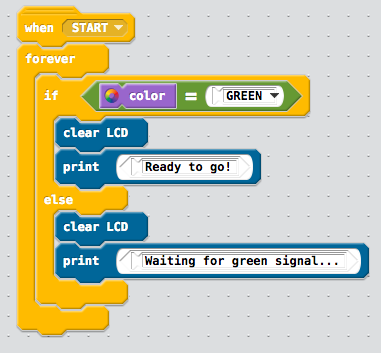 when START
forever
if color = GREEN
clear LCD
print Ready to go!
else
clear LCD
print Waiting for green signal...